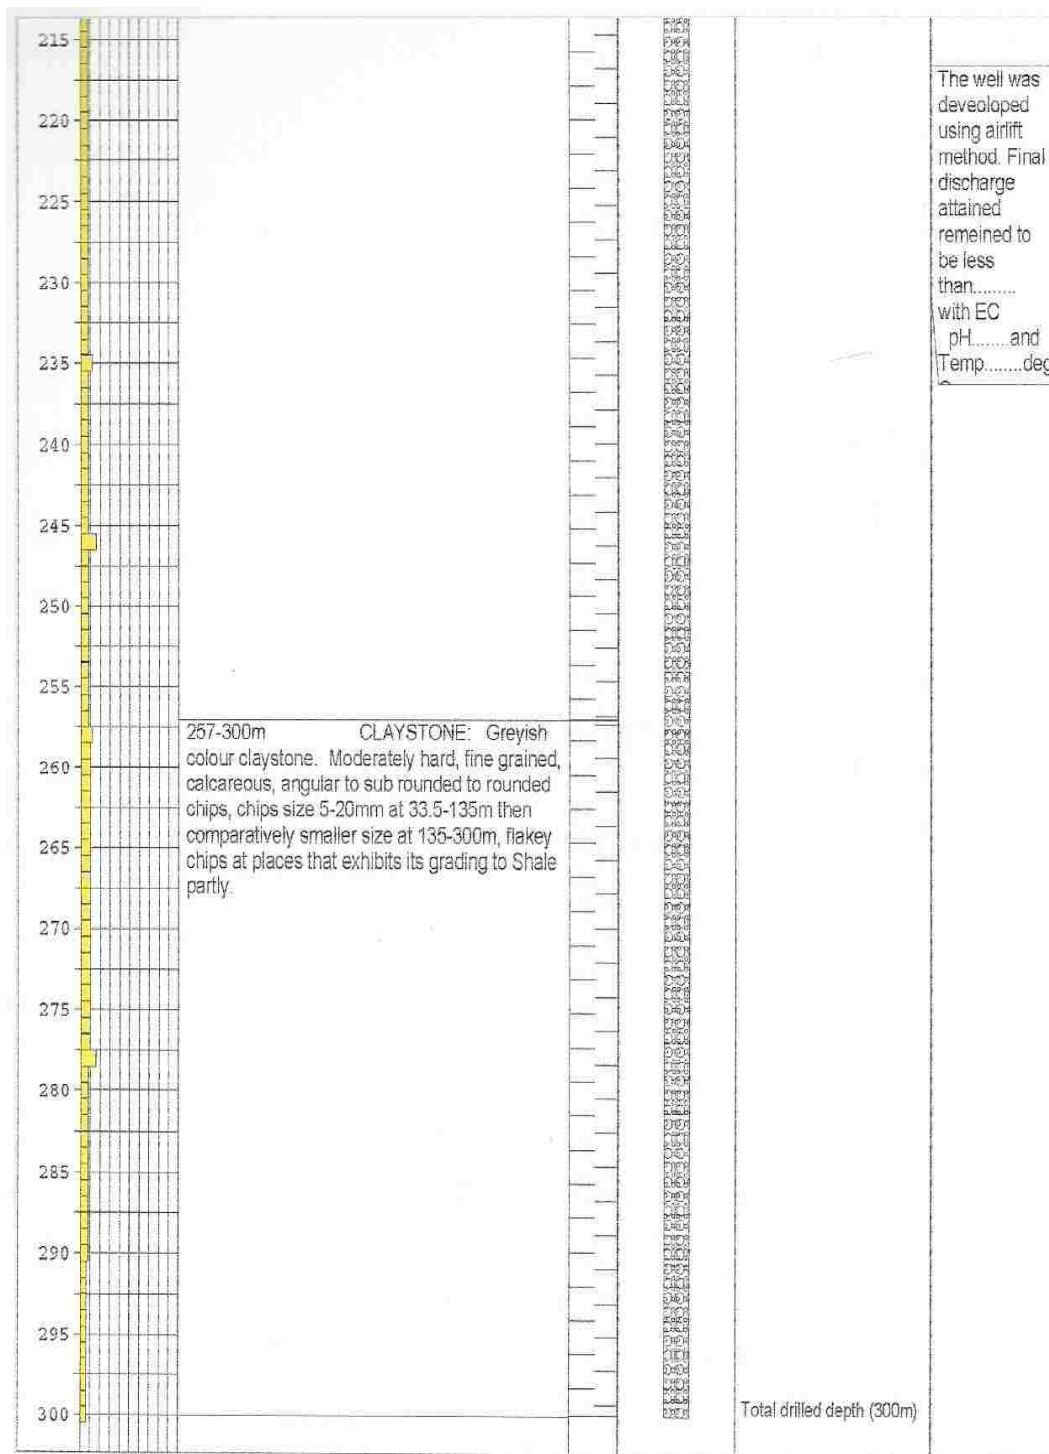 215
220
225
230
235
240
245
250
255
260
265
270
275
280
285
290
295
300
257-300m CLAYSTONE: Greyish
colour claystone. Moderately hard, fine grained,
calcareous, angular to sub rounded to rounded
chips, chips size 5-20mm at 33.5-135m then
comparatively smaller size at 135-300m, flakey
chips at places that exhibits its grading to Shale
partly.
Total drilled depth (300m)
The well was
deveoloped
using airlift
method. Final
discharge
attained
remeined to
be less
than.........
with EC
pH........and
Temp........deg